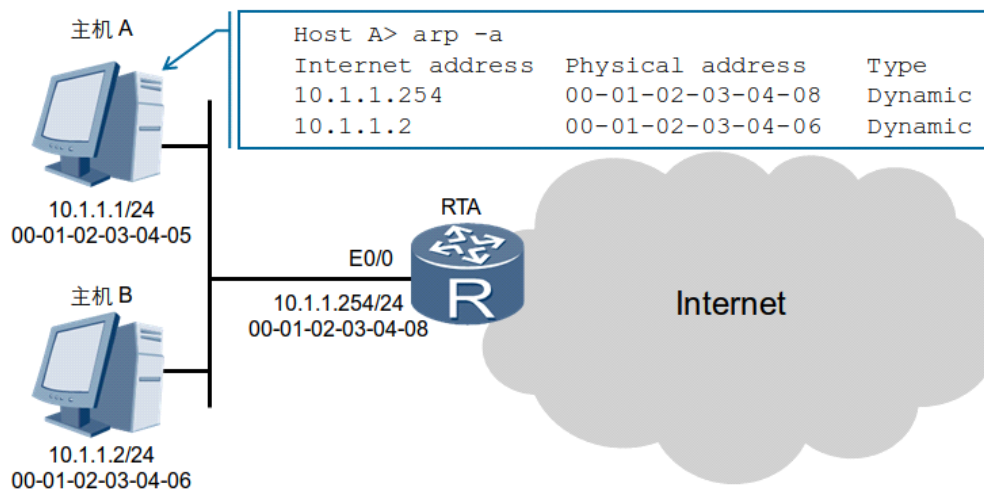 主机 A
Host A> arp -a
Internet address Physical address Type
10.1.1.254 00-01-02-03-04-08 Dynamic
10.1.1.2 00-01-02-03-04-06 Dynamic
10.1.1.1/24
00-01-02-03-04-05
RTA
E0/0
10.1.1.254/24
00-01-02-03-04-08
R
Internet
主机 B
10.1.1.2/24
00-01-02-03-04-06